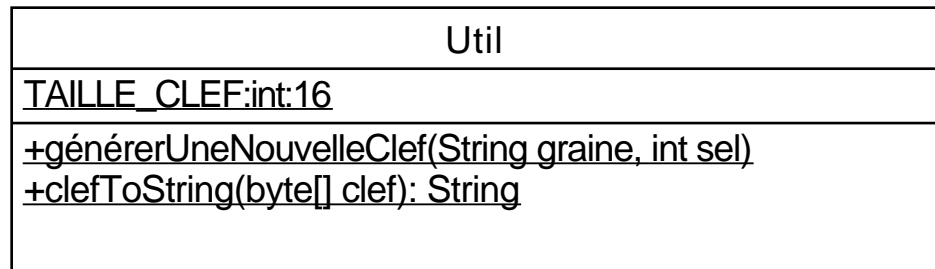 Util
TAILLE_CLEF:int:16
+générerUneNouvelleClef(String graine, int sel)
+clefToString(byte[] clef): String